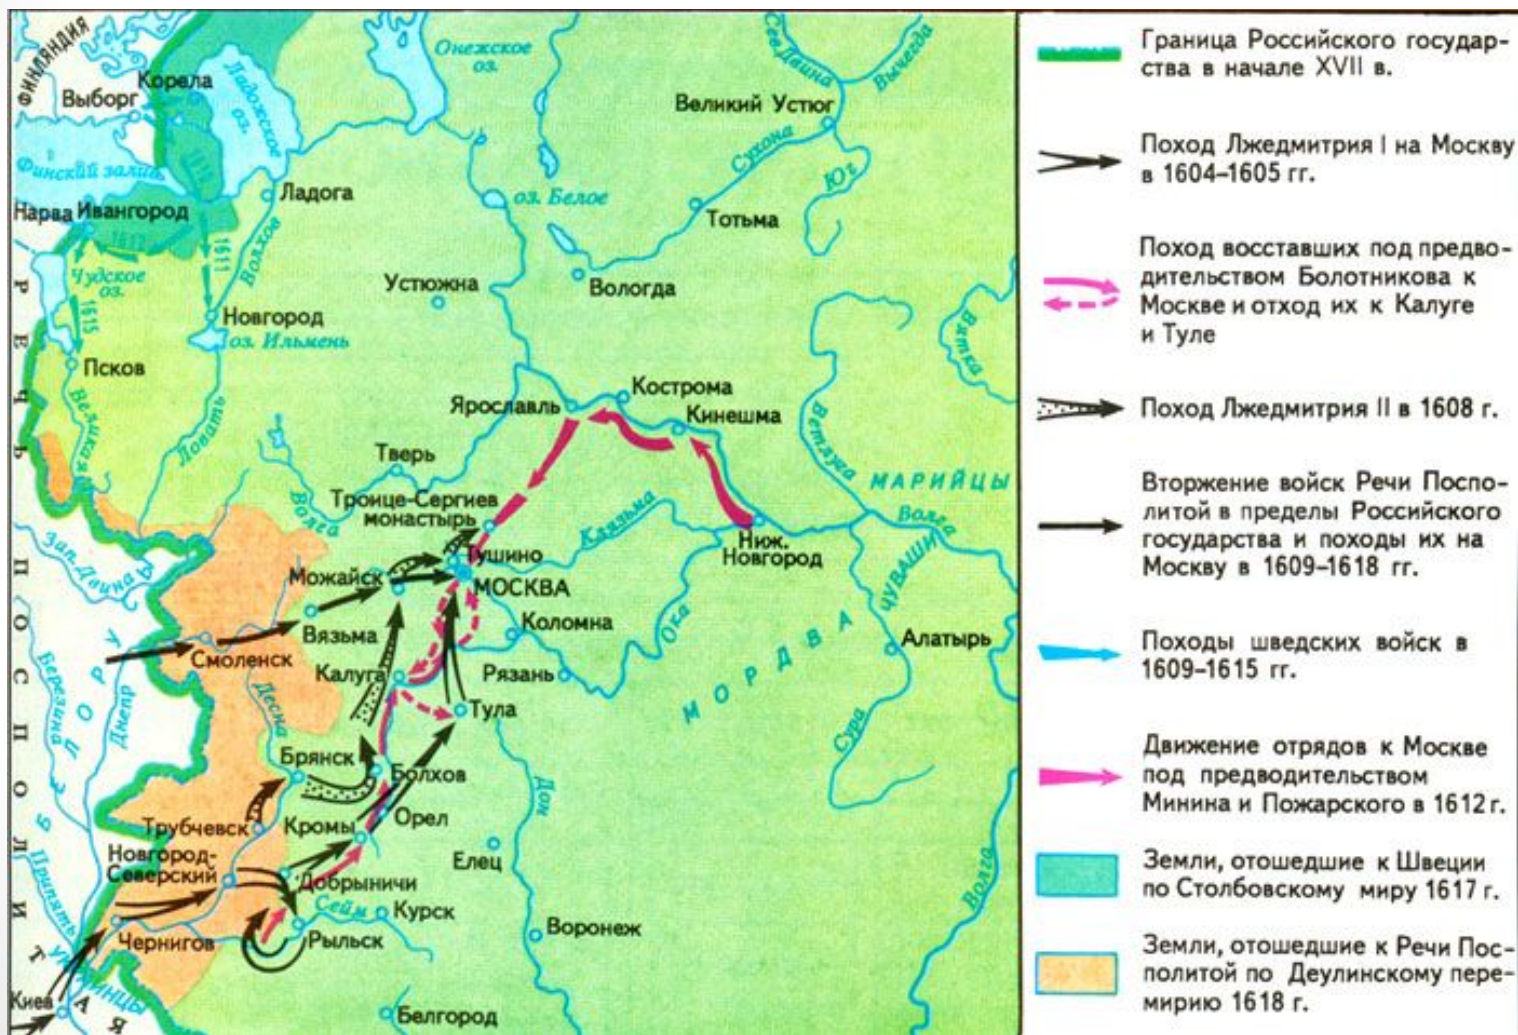 ФИНЛЯНДИЯ
Корела
Выборг
Ладожское
оз.
Онежское
оз.
Сев Двина
Вычегда
Великий Устюг
Сухона
Юг
Финский залив
Ладога
оз. Белое
Тотьма
Нарва
Ивангород
1612
1611
Волхов
Чудское
оз.
Устюжна
Вологда
1615
Новгород
оз. Ильмень
Псков
Великая
Ловать
Вятка
Кострома
Ярославль
Кинешма
Ветлуга
Тверь
МАРИЙЦЫ
Троице-Сергиев
монастырь
Волга
Клязьма
Волга
Ниж.
Новгород
Зап. Двина
Тушино
Можайск
МОСКВА
ЧУВАШИ
Вязьма
Коломна
Ока
Алатырь
Смоленск
Калуга
Рязань
МОРДВА
Березина
Днепр
Десна
Тула
Сура
Брянск
Болхов
Дон
Трубчевск
Кромы
Орел
Новгород-
Северский
Елец
Добрыничи
Волга
Припять
Сейм
Курск
Чернигов
Рыльск
Воронеж
УКРАИНЦЫ
Киев
Белгород
РЕЧЬ ПОСПОЛИТАЯ
Граница Российского государ-
ства в начале XVII в.
Поход Лжедмитрия I на Москву
в 1604–1605 гг.
Поход восставших под предво-
дительством Болотникова к
Москве и отход их к Калуге
и Туле
Поход Лжедмитрия II в 1608 г.
Вторжение войск Речи Поспо-
литой в пределы Российского
государства и походы их на
Москву в 1609–1618 гг.
Походы шведских войск в
1609–1615 гг.
Движение отрядов к Москве
под предводительством
Минина и Пожарского в 1612 г.
Земли, отошедшие к Швеции
по Столбовскому миру 1617 г.
Земли, отошедшие к Речи Пос-
политой по Деулинскому пере-
мирию 1618 г.